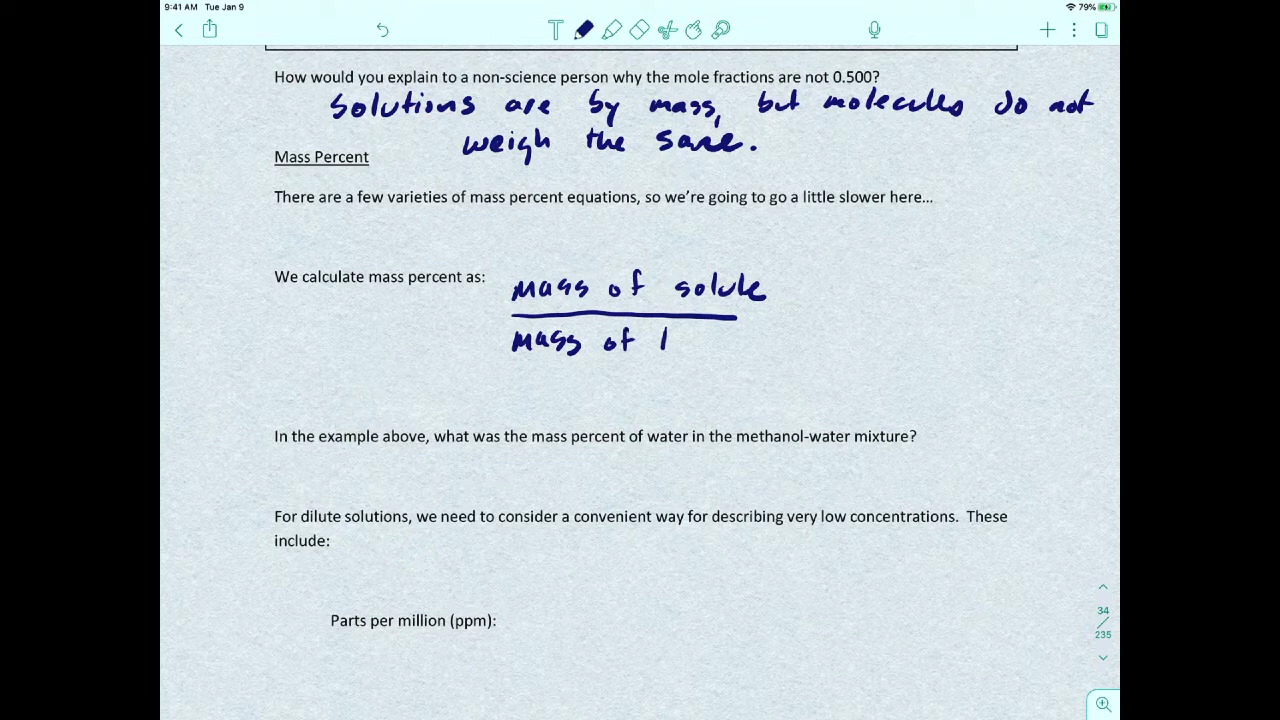 9:41 AM Tue Jan 9
79%
T
How would you explain to a non-science person why the mole fractions are not 0.500?
solutions are by mass, but molecules do not
weigh the same.
Mass Percent
There are a few varieties of mass percent equations, so we're going to go a little slower here…
We calculate mass percent as:
mass of solute
mass of
In the example above, what was the mass percent of water in the methanol-water mixture?
For dilute solutions, we need to consider a convenient way for describing very low concentrations. These
include:
Parts per million (ppm):
34
/
235